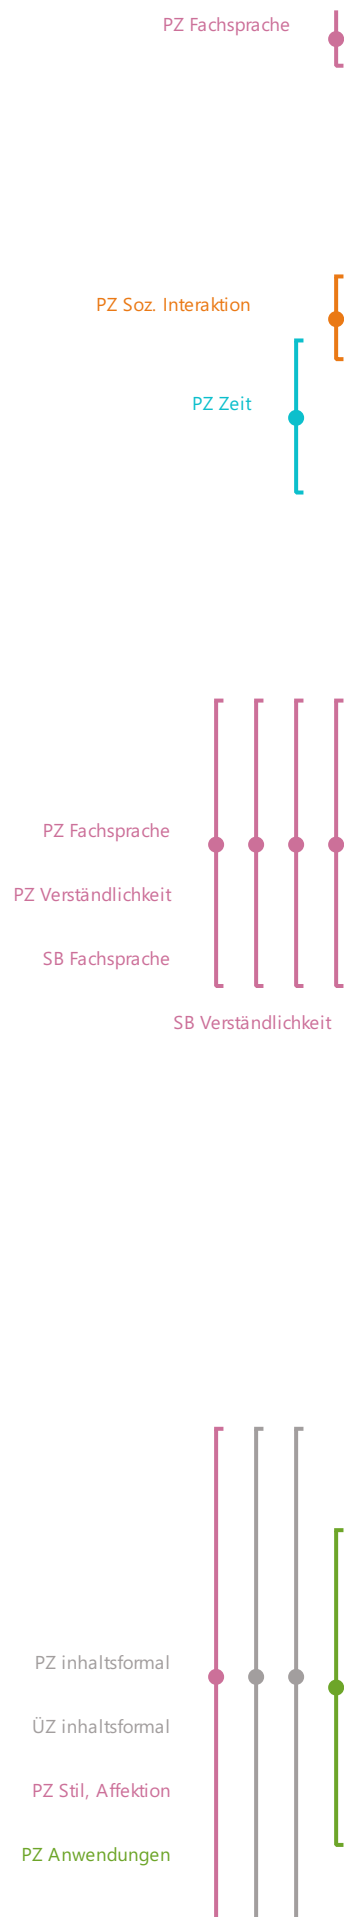 PZ Fachsprache
PZ Soz. Interaktion
PZ Zeit
PZ Fachsprache
PZ Verständlichkeit
SB Fachsprache
SB Verständlichkeit
PZ inhaltsformal
ÜZ inhaltsformal
PZ Stil, Affektion
PZ Anwendungen